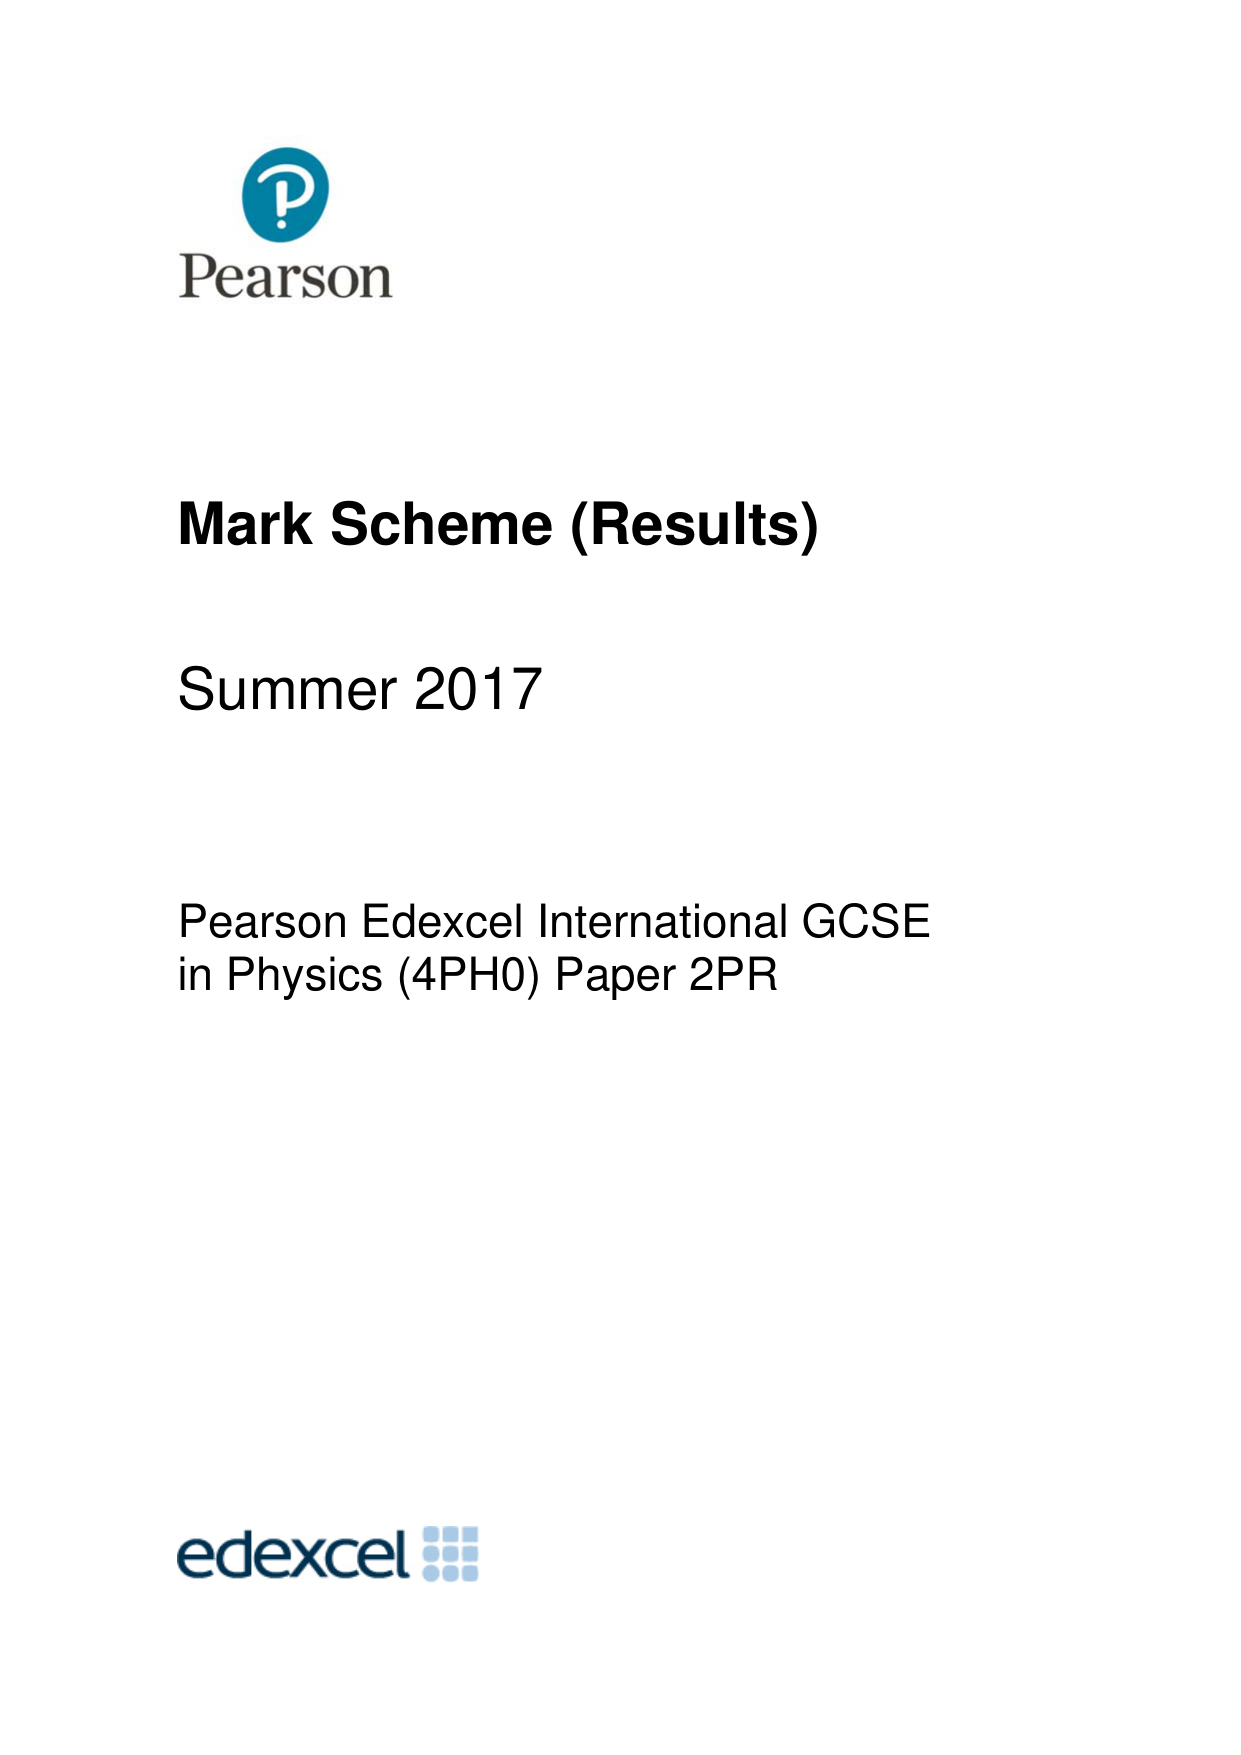 Pearson
Mark Scheme (Results)
Summer 2017
Pearson Edexcel International GCSE
in Physics (4PH0) Paper 2PR
edexcel